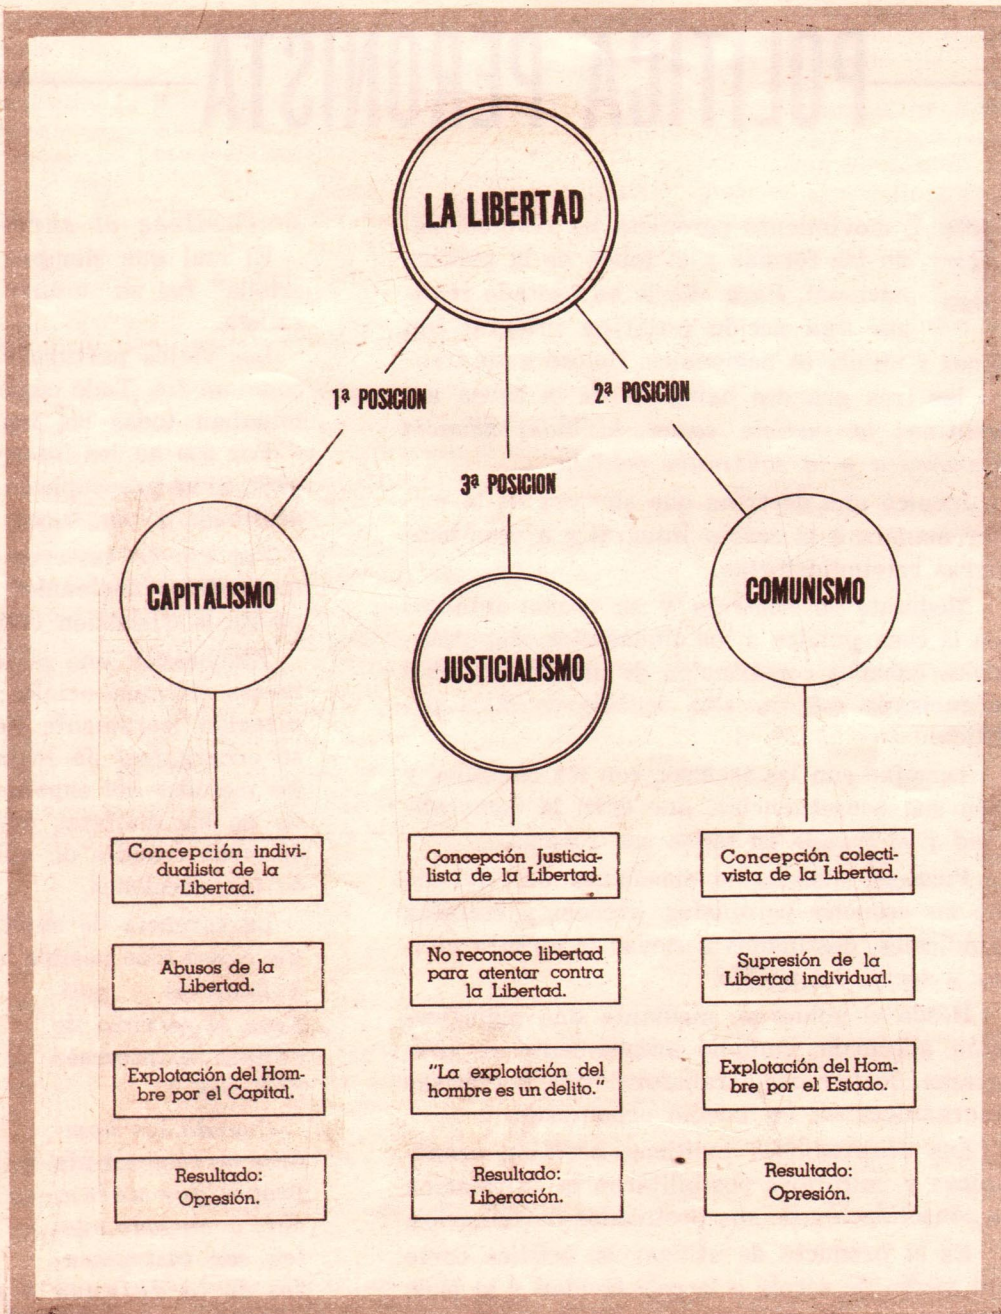 LA LIBERTAD
1ª POSICION
2ª POSICION
3ª POSICION
CAPITALISMO
JUSTICIALISMO
COMUNISMO
Concepción indivi-
dualista de la
Libertad.
Abusos de la
Libertad.
Explotación del Hom-
bre por el Capital.
Resultado:
Opresión.
Concepción Justicia-
lista de la Libertad.
No reconoce libertad
para atentar contra
la Libertad.
"La explotación del
hombre es un delito."
Resultado:
Liberación.
Concepción colecti-
vista de la Libertad.
Supresión de la
Libertad individual.
Explotación del Hom-
bre por el Estado.
Resultado:
Opresión.